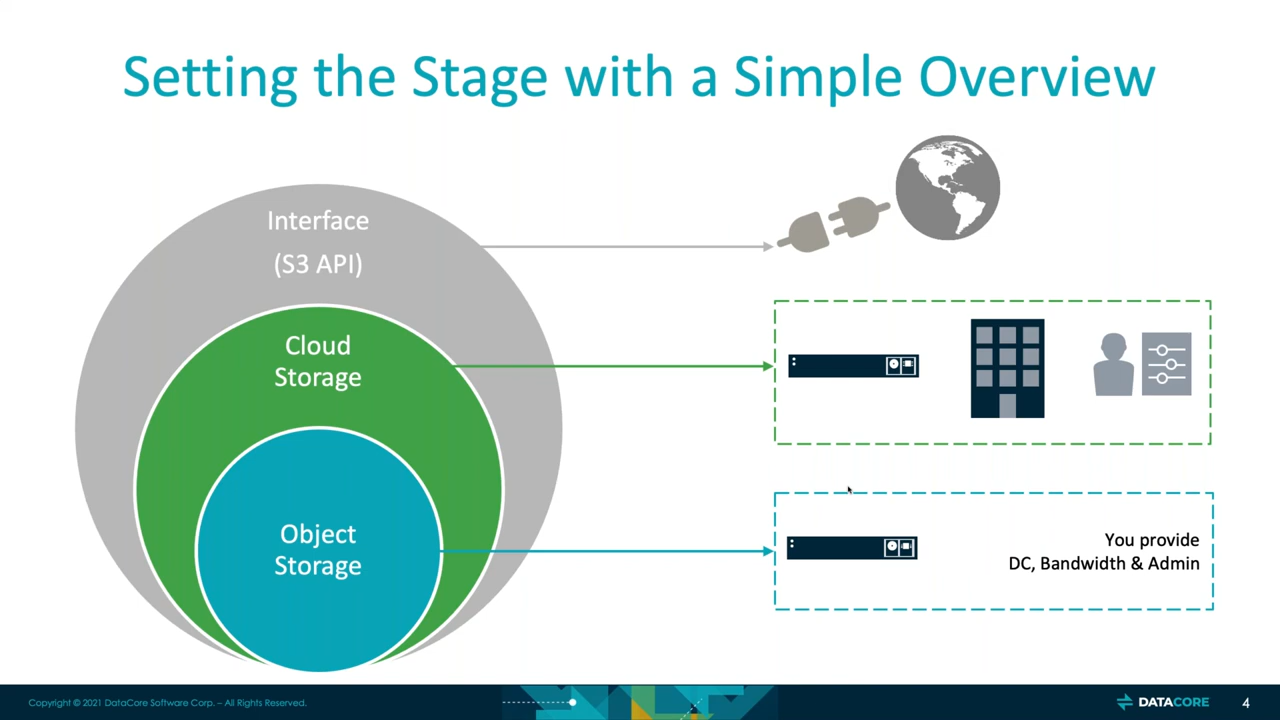 Setting the Stage with a Simple Overview
Interface
(S3 API)
Cloud
Storage
Object
Storage
You provide
DC, Bandwidth & Admin
Copyright © 2021 DataCore Software Corp. – All Rights Reserved.
DATACORE
4